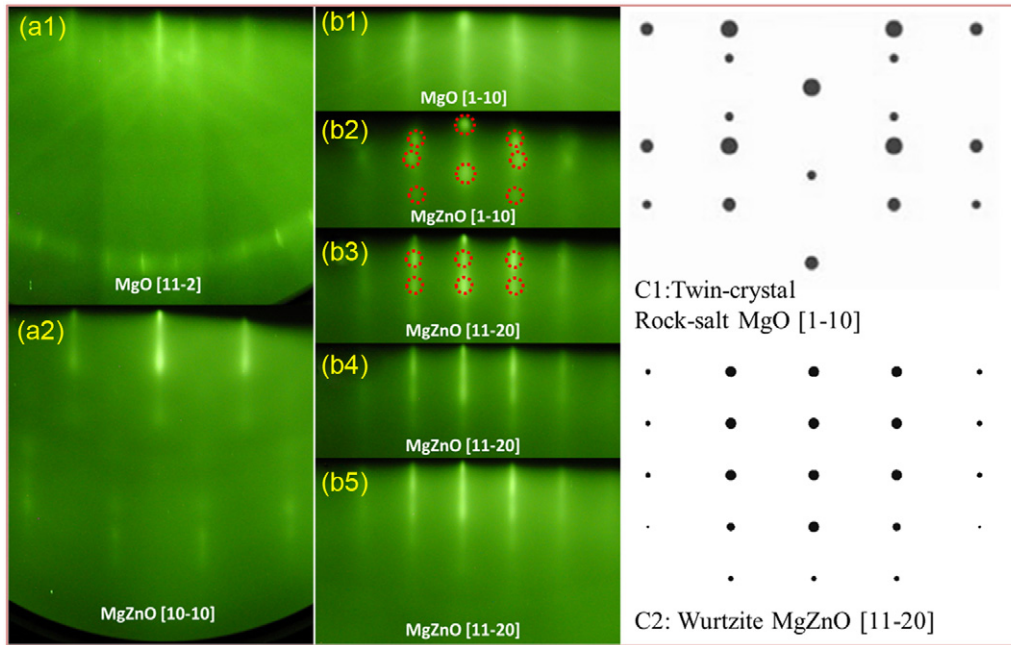 (a1)
MgO [11-2]
(a2)
MgZnO [10-10]
(b1)
MgO [1-10]
(b2)
MgZnO [1-10]
(b3)
MgZnO [11-20]
(b4)
MgZnO [11-20]
(b5)
MgZnO [11-20]
C1:Twin-crystal
Rock-salt MgO [1-10]
C2: Wurtzite MgZnO [11-20]